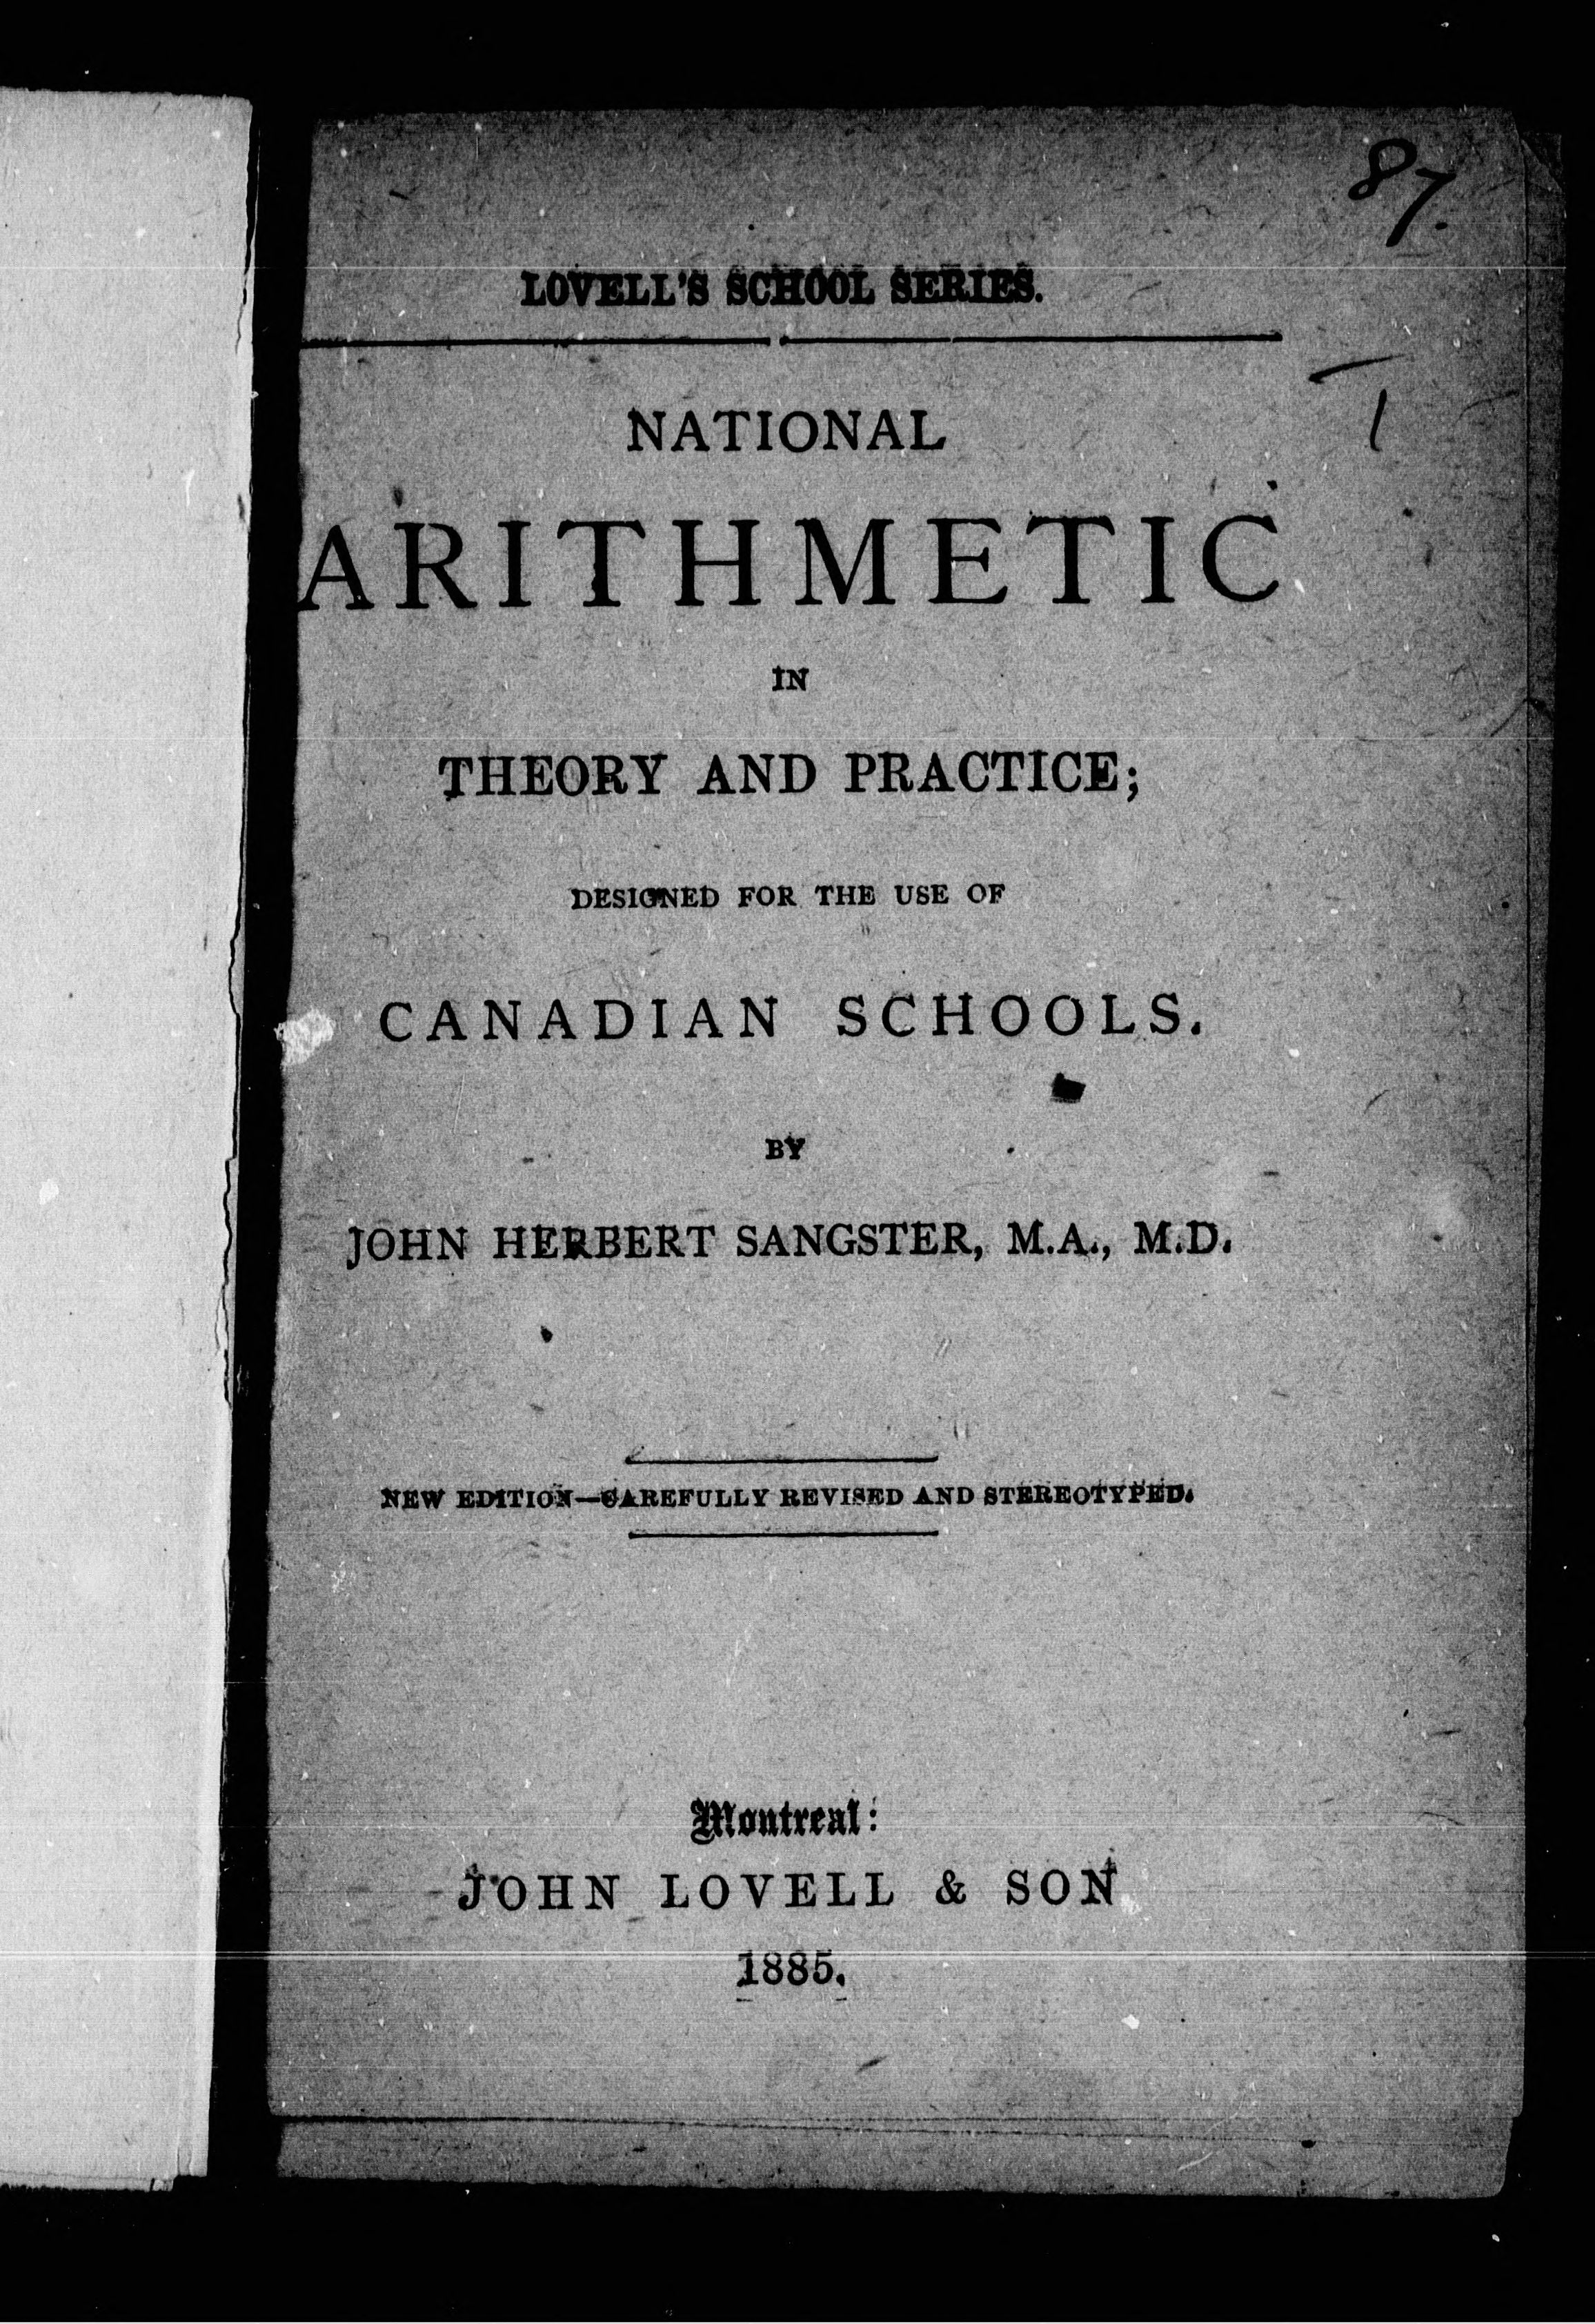 87.
LOVELL'S SCHOOL SERIES.
NATIONAL
ARITHMETIC
IN
THEORY AND PRACTICE;
DESIGNED FOR THE USE OF
CANADIAN SCHOOLS.
BY
JOHN HERBERT SANGSTER, M.A., M.D.
NEW EDITION—CAREFULLY REVISED AND STEREOTYPED.
Montreal:
JOHN LOVELL & SON
1885.